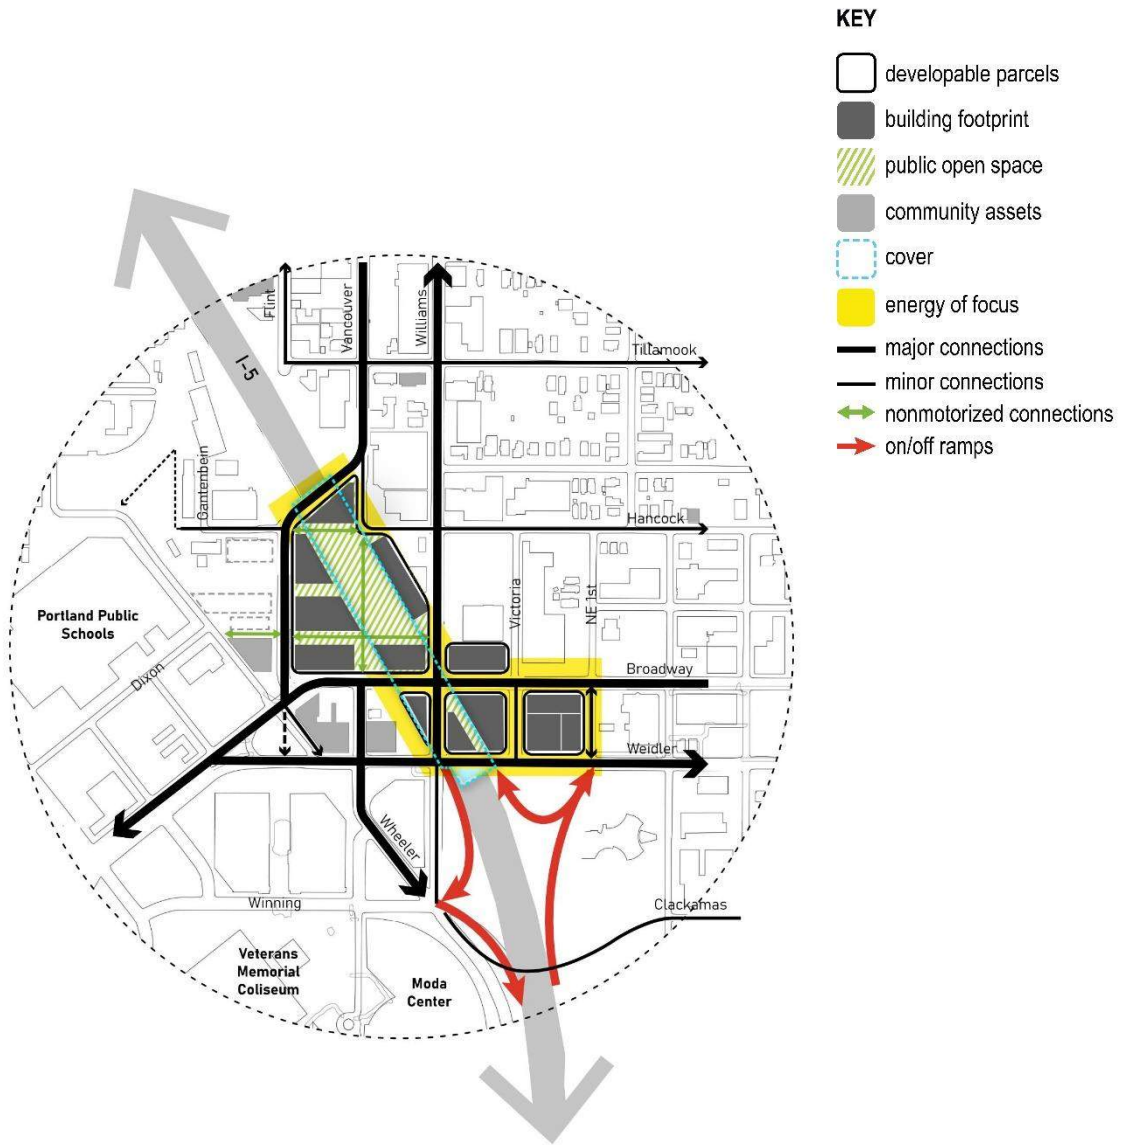 KEY
developable parcels
building footprint
public open space
community assets
cover
energy of focus
major connections
minor connections
nonmotorized connections
on/off ramps
Flint
Vancouver
Williams
Tillamook
I-5
Gantenbein
Hancock
Victoria
NE 1st
Portland Public
Schools
Dixon
Broadway
Weidler
Wheeler
Winning
Clackamas
Veterans
Memorial
Coliseum
Moda
Center